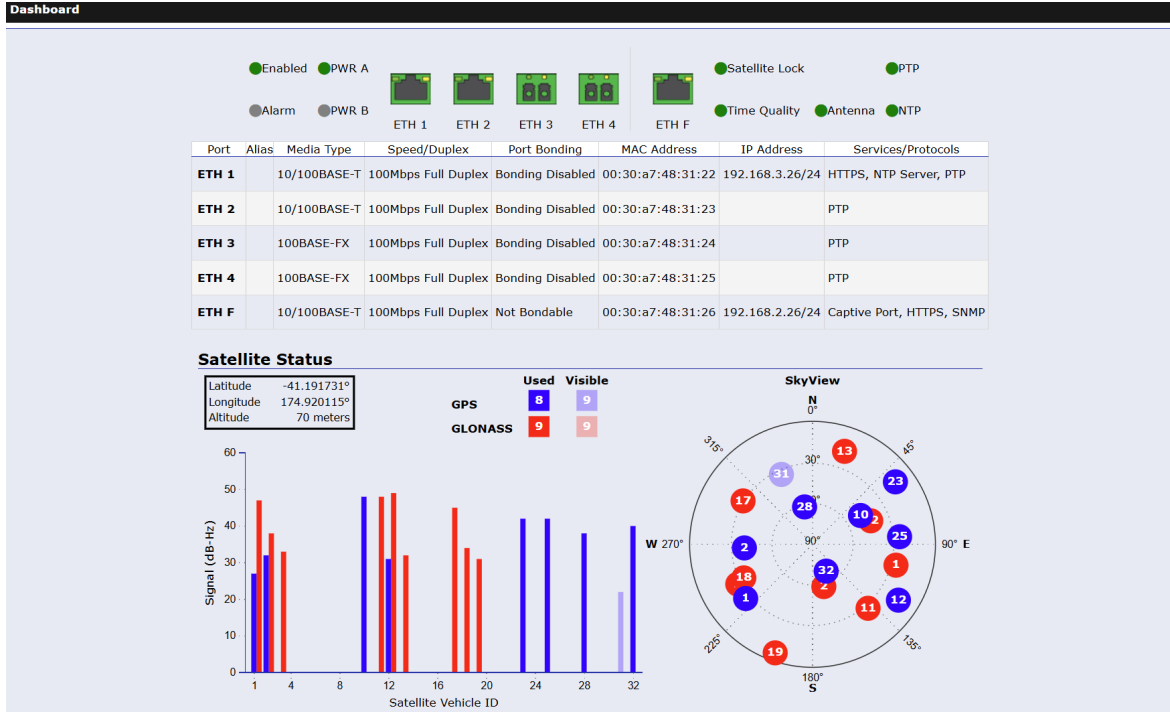 Dashboard
Enabled PWR A Satellite Lock PTP
Alarm PWR B Time Quality Antenna NTP
ETH 1 ETH 2 ETH 3 ETH 4 ETH F
Port Alias Media Type Speed/Duplex Port Bonding MAC Address IP Address Services/Protocols
ETH 1 10/100BASE-T 100Mbps Full Duplex Bonding Disabled 00:30:a7:48:31:22 192.168.3.26/24 HTTPS, NTP Server, PTP
ETH 2 10/100BASE-T 100Mbps Full Duplex Bonding Disabled 00:30:a7:48:31:23 PTP
ETH 3 100BASE-FX 100Mbps Full Duplex Bonding Disabled 00:30:a7:48:31:24 PTP
ETH 4 100BASE-FX 100Mbps Full Duplex Bonding Disabled 00:30:a7:48:31:25 PTP
ETH F 10/100BASE-T 100Mbps Full Duplex Not Bondable 00:30:a7:48:31:26 192.168.2.26/24 Captive Port, HTTPS, SNMP
Satellite Status
Latitude -41.191731°
Longitude 174.920115°
Altitude 70 meters
Used Visible
GPS 8 9
GLONASS 9 9
60
50
40
30
20
10
0
Signal (dB-Hz)
1 4 8 12 16 20 24 28 32
Satellite Vehicle ID
SkyView
N
0°
315° 13 45°
30°
31 23
17 28
10 2
25
W 270° 2 90° 90° E
1
18 32
2
1 12
11
225° 135°
19
180°
S